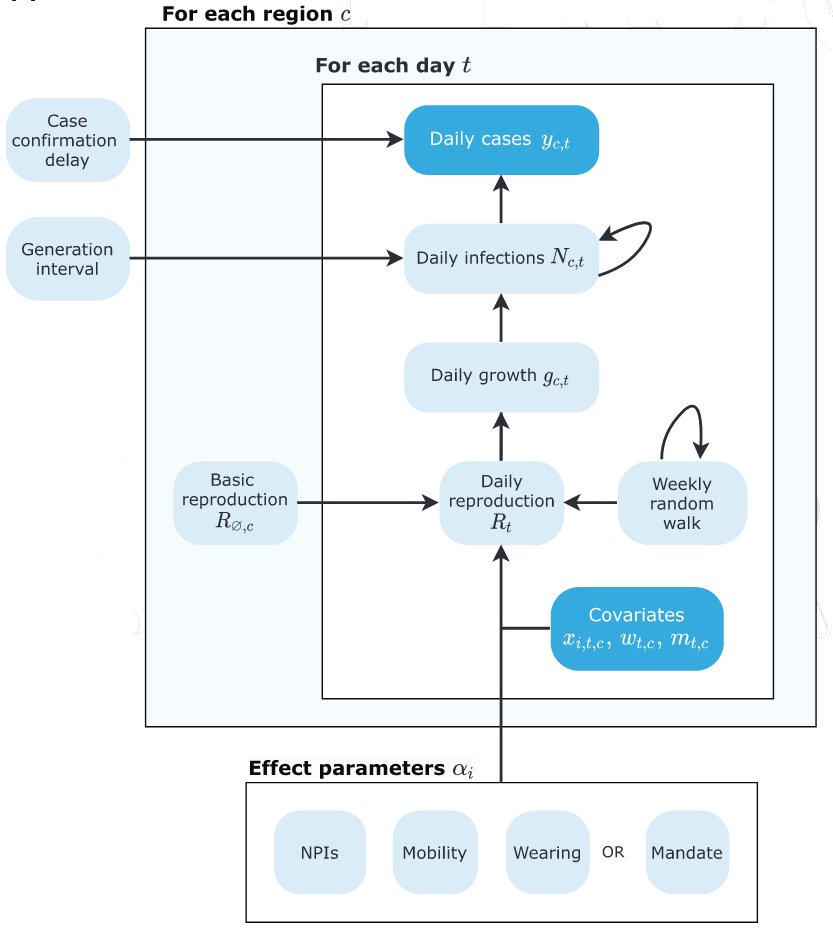 For each region c
For each day t
Case
confirmation
delay
Daily cases y_{c,t}
Generation
interval
Daily infections N_{c,t}
Daily growth g_{c,t}
Basic
reproduction
R_{∅,c}
Daily
reproduction
R_t
Weekly
random
walk
Covariates
x_{i,t,c}, w_{t,c}, m_{t,c}
Effect parameters α_i
NPIs
Mobility
Wearing
OR
Mandate